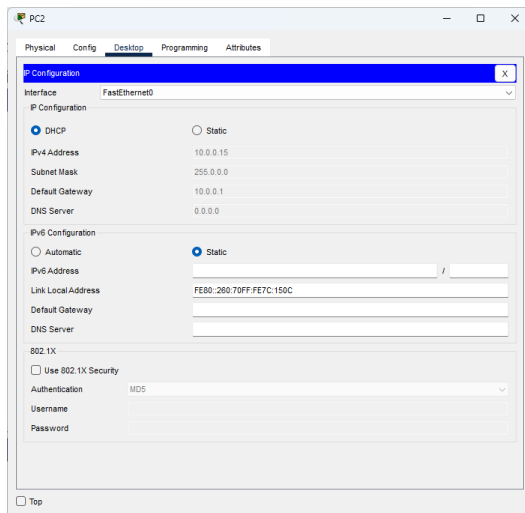 PC2
Physical Config Desktop Programming Attributes
IP Configuration X
Interface FastEthernet0
IP Configuration
DHCP Static
IPv4 Address 10.0.0.15
Subnet Mask 255.0.0.0
Default Gateway 10.0.0.1
DNS Server 0.0.0.0
IPv6 Configuration
Automatic Static
IPv6 Address /
Link Local Address FE80::260:70FF:FE7C:150C
Default Gateway
DNS Server
802.1X
Use 802.1X Security
Authentication MD5
Username
Password
Top